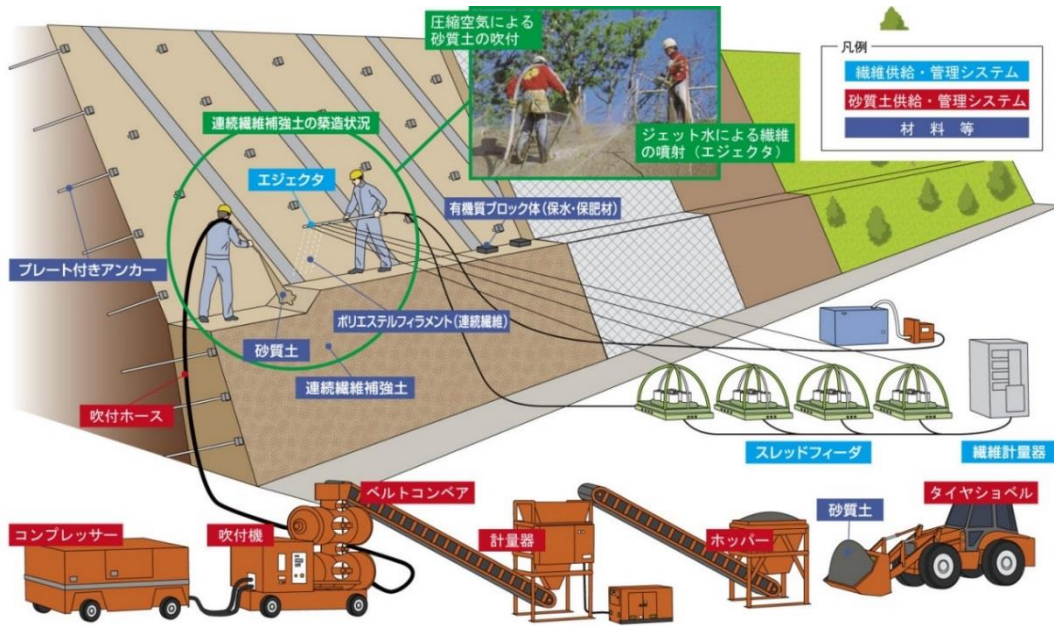 圧縮空気による
砂質土の吹付
凡例
繊維供給・管理システム
砂質土供給・管理システム
材料等
連続繊維補強土の築造状況
ジェット水による繊維
の噴射（エジェクタ）
エジェクタ
有機質ブロック体（保水・保肥材）
プレート付きアンカー
ポリエステルフィラメント（連続繊維）
砂質土
連続繊維補強土
吹付ホース
スレッドフィーダ
繊維計量器
ベルトコンベア
タイヤショベル
コンプレッサー
吹付機
計量器
ホッパー
砂質土